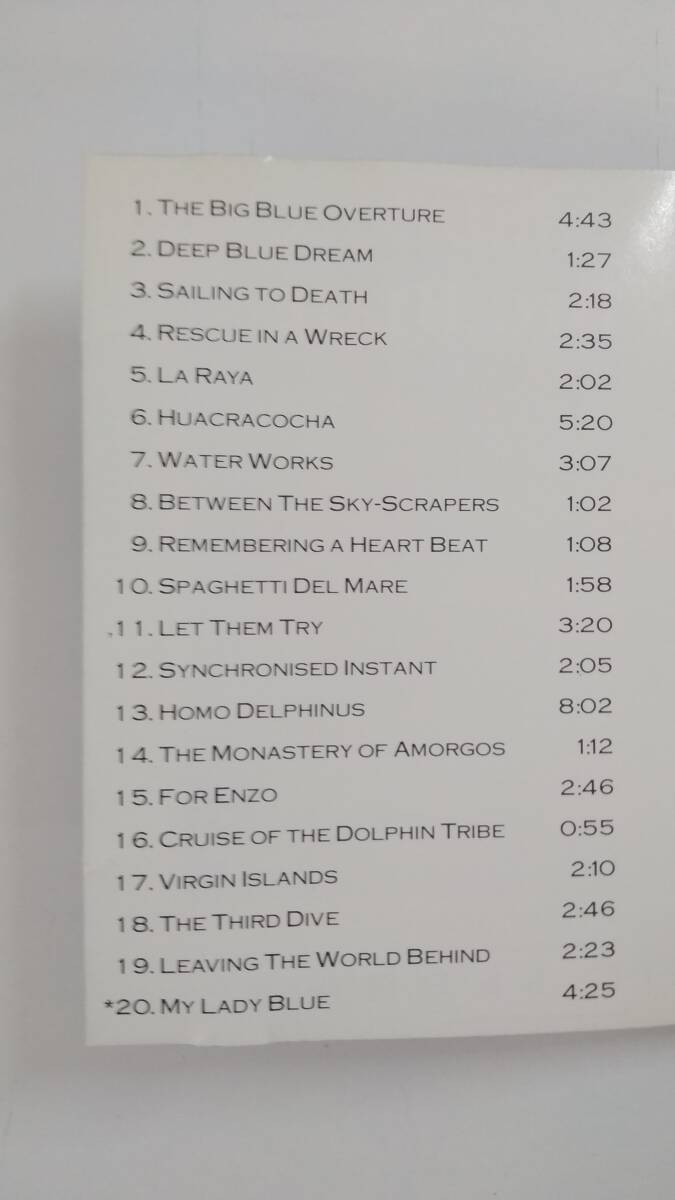 1. THE BIG BLUE OVERTURE 4:43
2. DEEP BLUE DREAM 1:27
3. SAILING TO DEATH 2:18
4. RESCUE IN A WRECK 2:35
5. LA RAYA 2:02
6. HUACRACOCHA 5:20
7. WATER WORKS 3:07
8. BETWEEN THE SKY-SCRAPERS 1:02
9. REMEMBERING A HEART BEAT 1:08
10. SPAGHETTI DEL MARE 1:58
11. LET THEM TRY 3:20
12. SYNCHRONISED INSTANT 2:05
13. HOMO DELPHINUS 8:02
14. THE MONASTERY OF AMORGOS 1:12
15. FOR ENZO 2:46
16. CRUISE OF THE DOLPHIN TRIBE 0:55
17. VIRGIN ISLANDS 2:10
18. THE THIRD DIVE 2:46
19. LEAVING THE WORLD BEHIND 2:23
*20. MY LADY BLUE 4:25